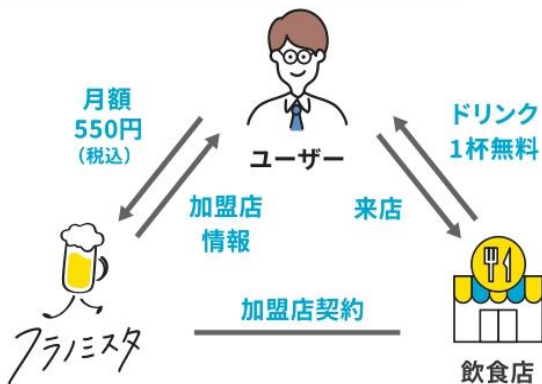 月額
550円
（税込）
ユーザー
ドリンク
1杯無料
加盟店
情報
来店
フラノミスタ
加盟店契約
飲食店